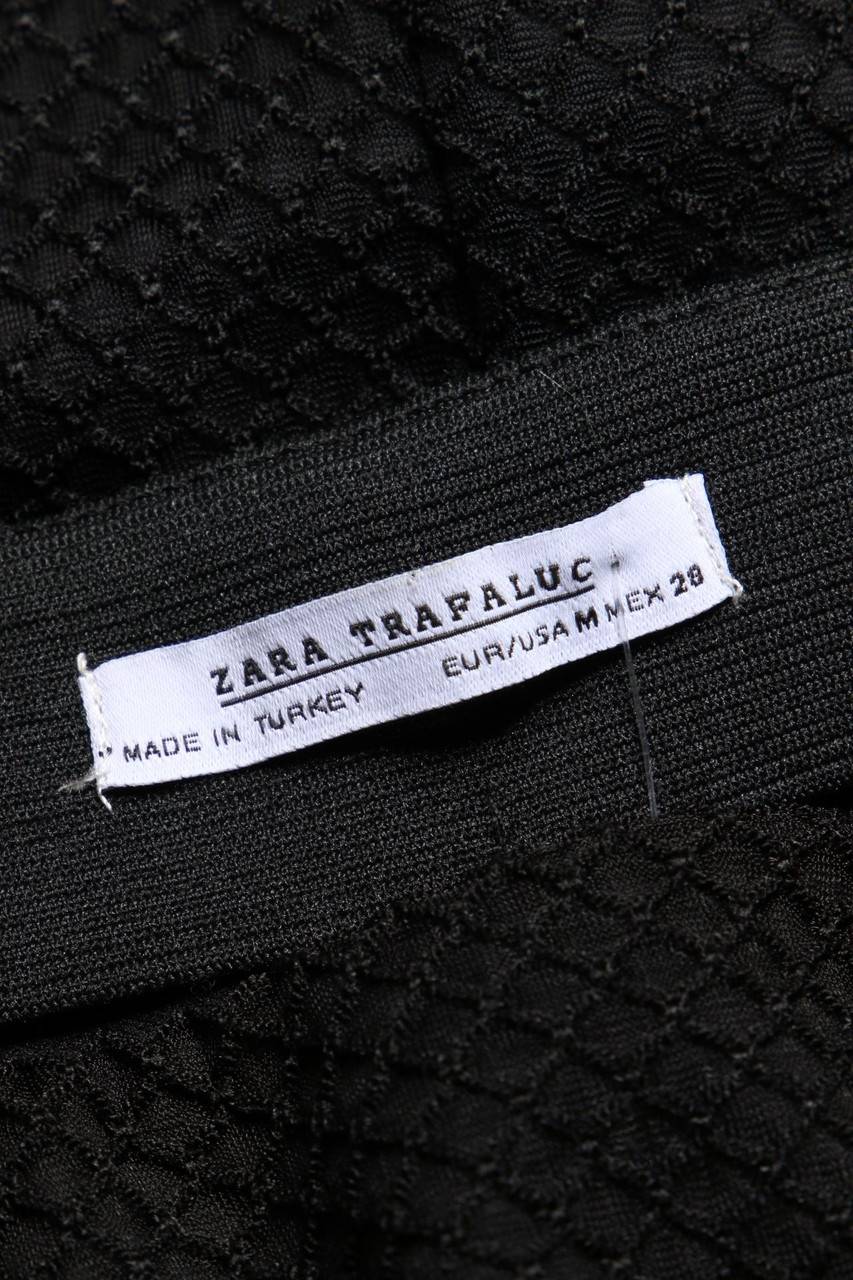 ZARA TRAFALUC
MADE IN TURKEY EUR/USA M MEX 28